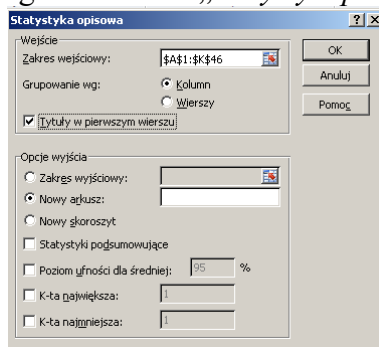 Statystyka opisowa
Wejście
Zakres wejściowy: $A$1:$K$46
Grupowanie wg: Kolumn
Wierszy
Tytuły w pierwszym wierszu
OK
Anuluj
Pomoc
Opcje wyjścia
Zakres wyjściowy:
Nowy arkusz:
Nowy skoroszyt
Statystyki podsumowujące
Poziom ufności dla średniej: 95 %
K-ta największa: 1
K-ta najmniejsza: 1